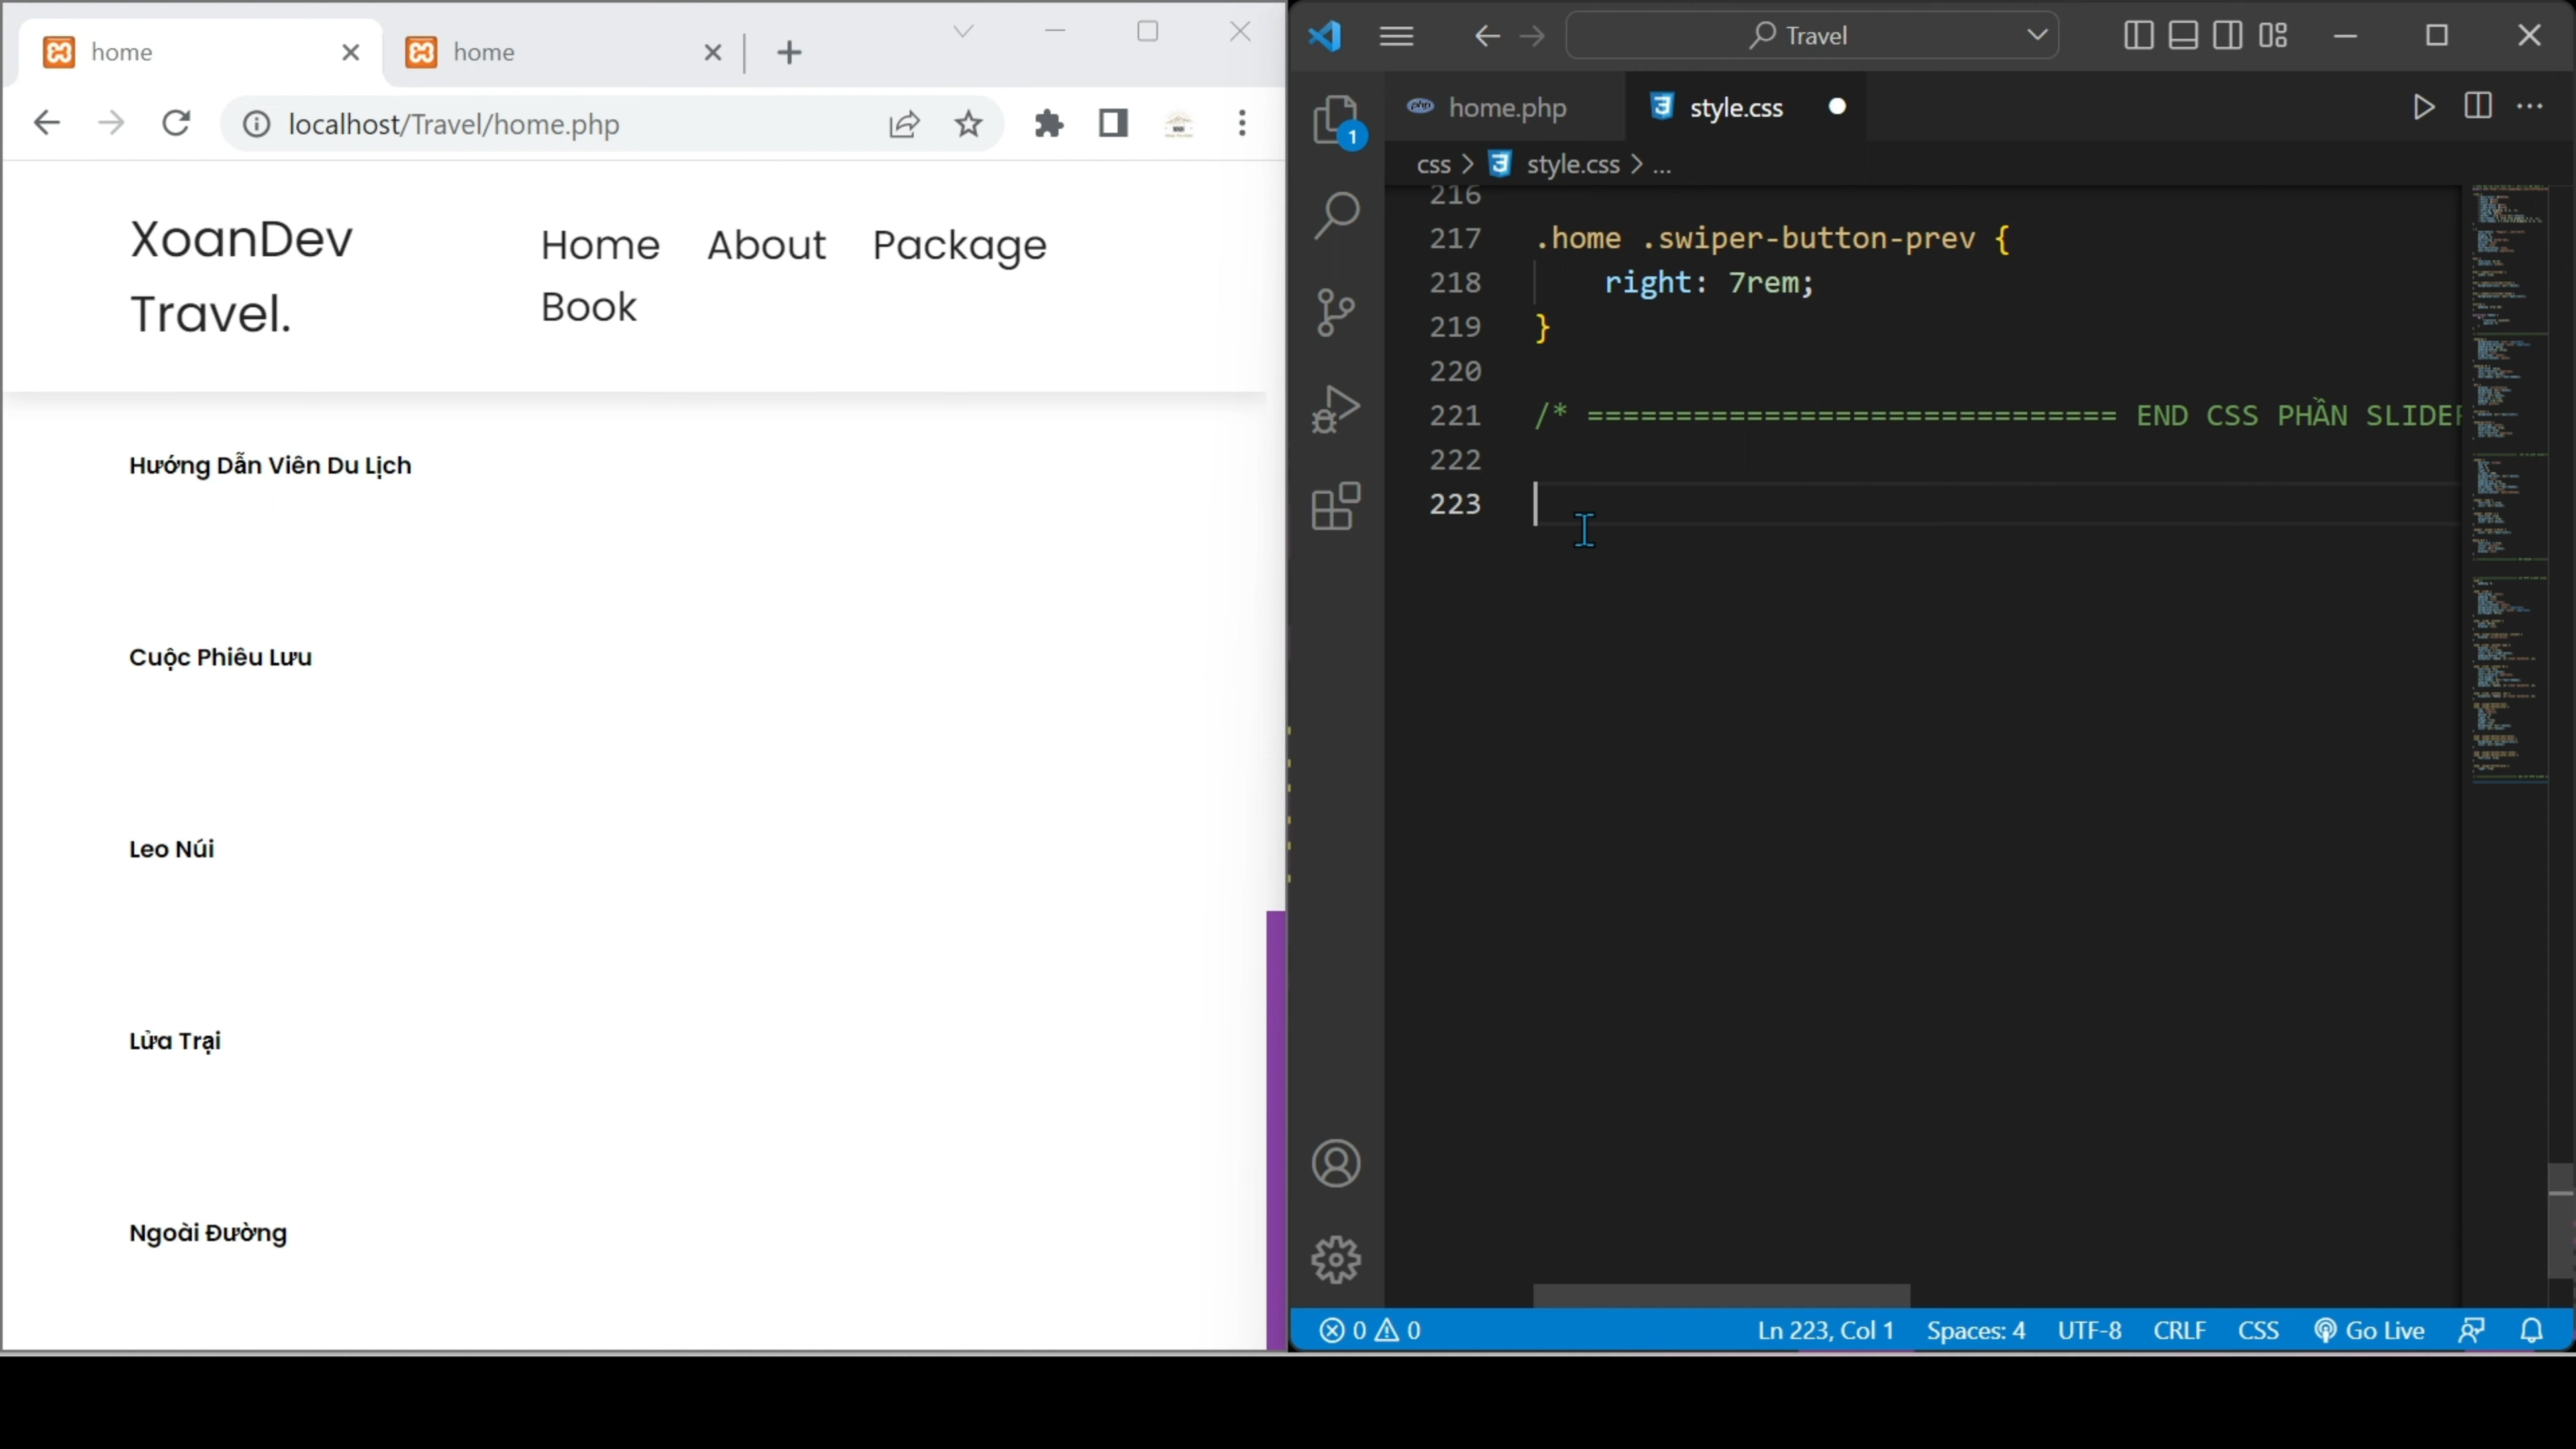 home
home
localhost/Travel/home.php
XoanDev
Travel.
Home About Package
Book
Hướng Dẫn Viên Du Lịch
Cuộc Phiêu Lưu
Leo Núi
Lửa Trại
Ngoài Đường
Travel
home.php
style.css
1
css > style.css > ...
216
217 .home .swiper-button-prev {
218 right: 7rem;
219 }
220
221 /* ============================== END CSS PHẦN SLIDER
222
223
0 0
Ln 223, Col 1
Spaces: 4
UTF-8
CRLF
CSS
Go Live